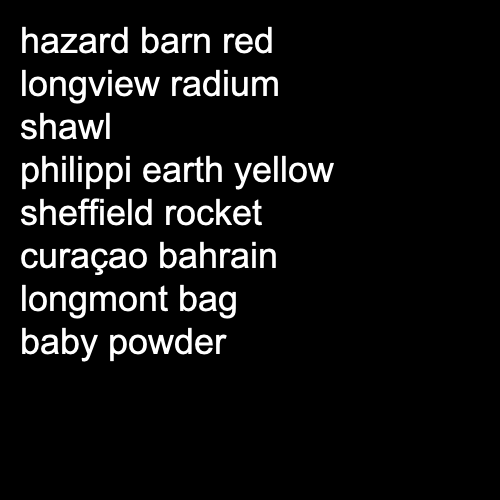 hazard barn red
longview radium
shawl
philippi earth yellow
sheffield rocket
curaçao bahrain
longmont bag
baby powder